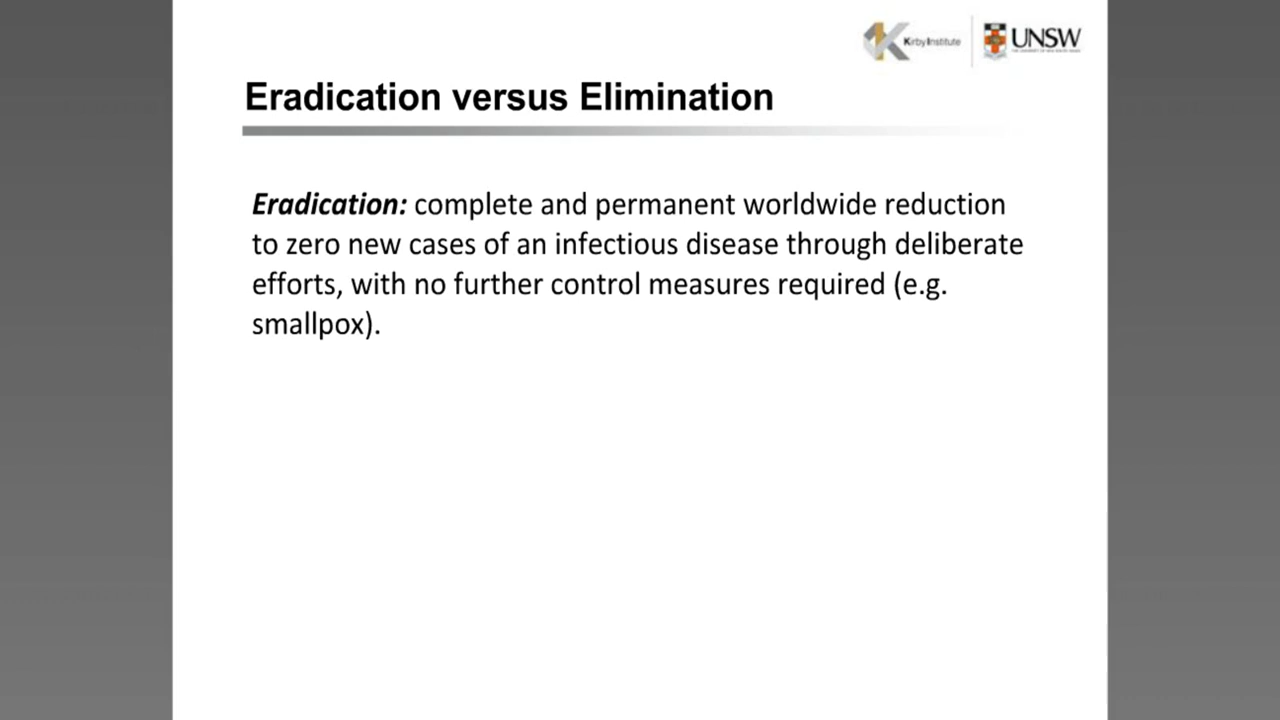 Kirby Institute
UNSW
Eradication versus Elimination
Eradication: complete and permanent worldwide reduction
to zero new cases of an infectious disease through deliberate
efforts, with no further control measures required (e.g.
smallpox).